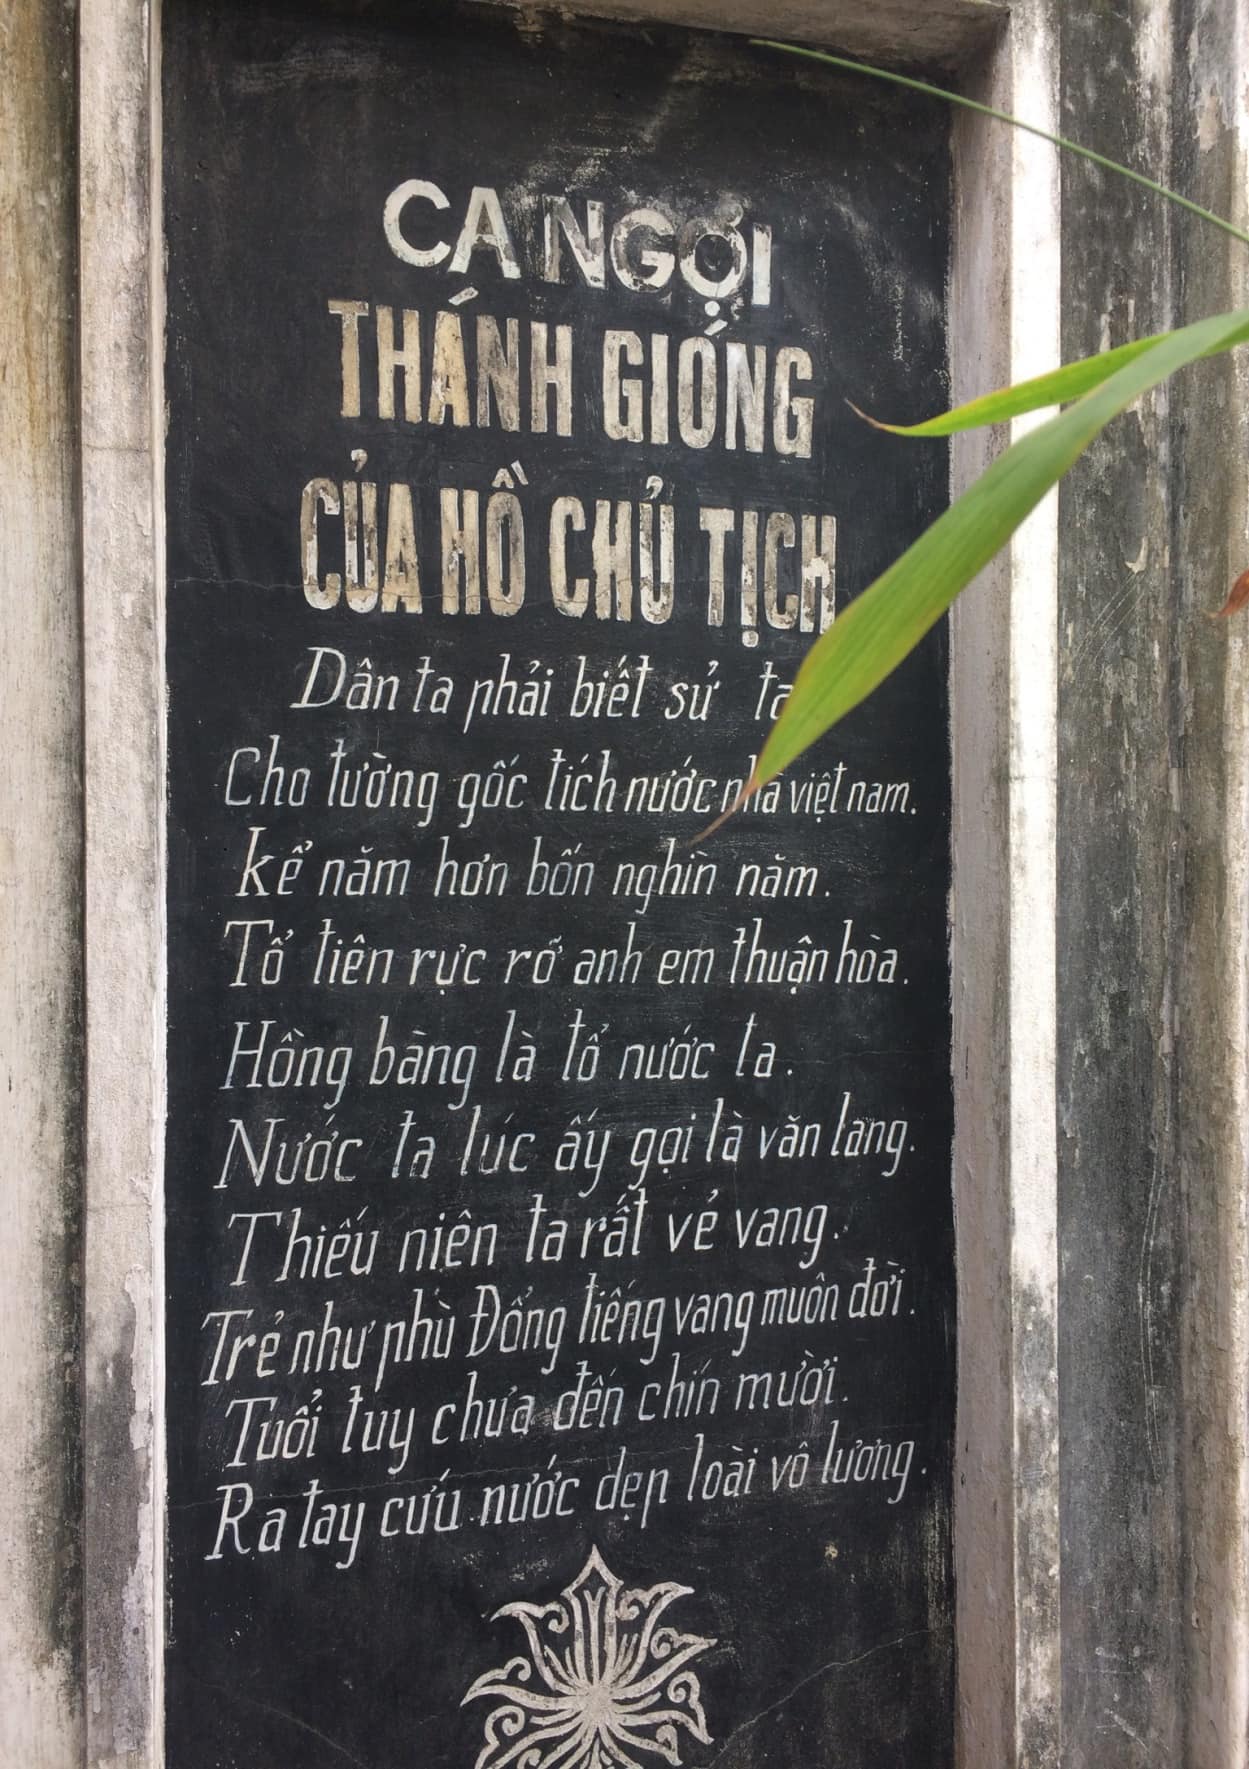 CA NGỢI
THÁNH GIÓNG
CỦA HỒ CHỦ TỊCH
Dân ta phải biết sử ta
Cho tường gốc tích nước nhà việt nam.
kể năm hơn bốn nghìn năm.
Tổ tiên rực rỡ anh em thuận hòa.
Hồng bàng là tổ nước ta.
Nước ta lúc ấy gọi là văn lang.
Thiếu niên ta rất vẻ vang.
Trẻ như phù Đổng tiếng vang muôn đời.
Tuổi tuy chưa đến chín mười.
Ra tay cứu nước dẹp loài vô lương.